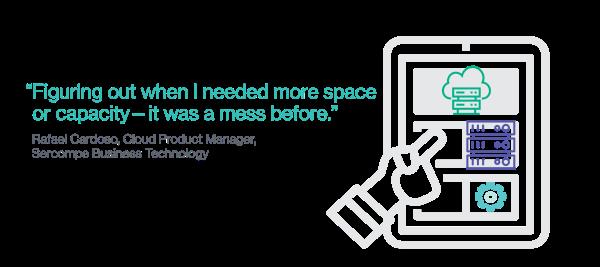 “Figuring out when I needed more space
or capacity—it was a mess before.”
Rafael Cardoso, Cloud Product Manager,
Sercompe Business Technology